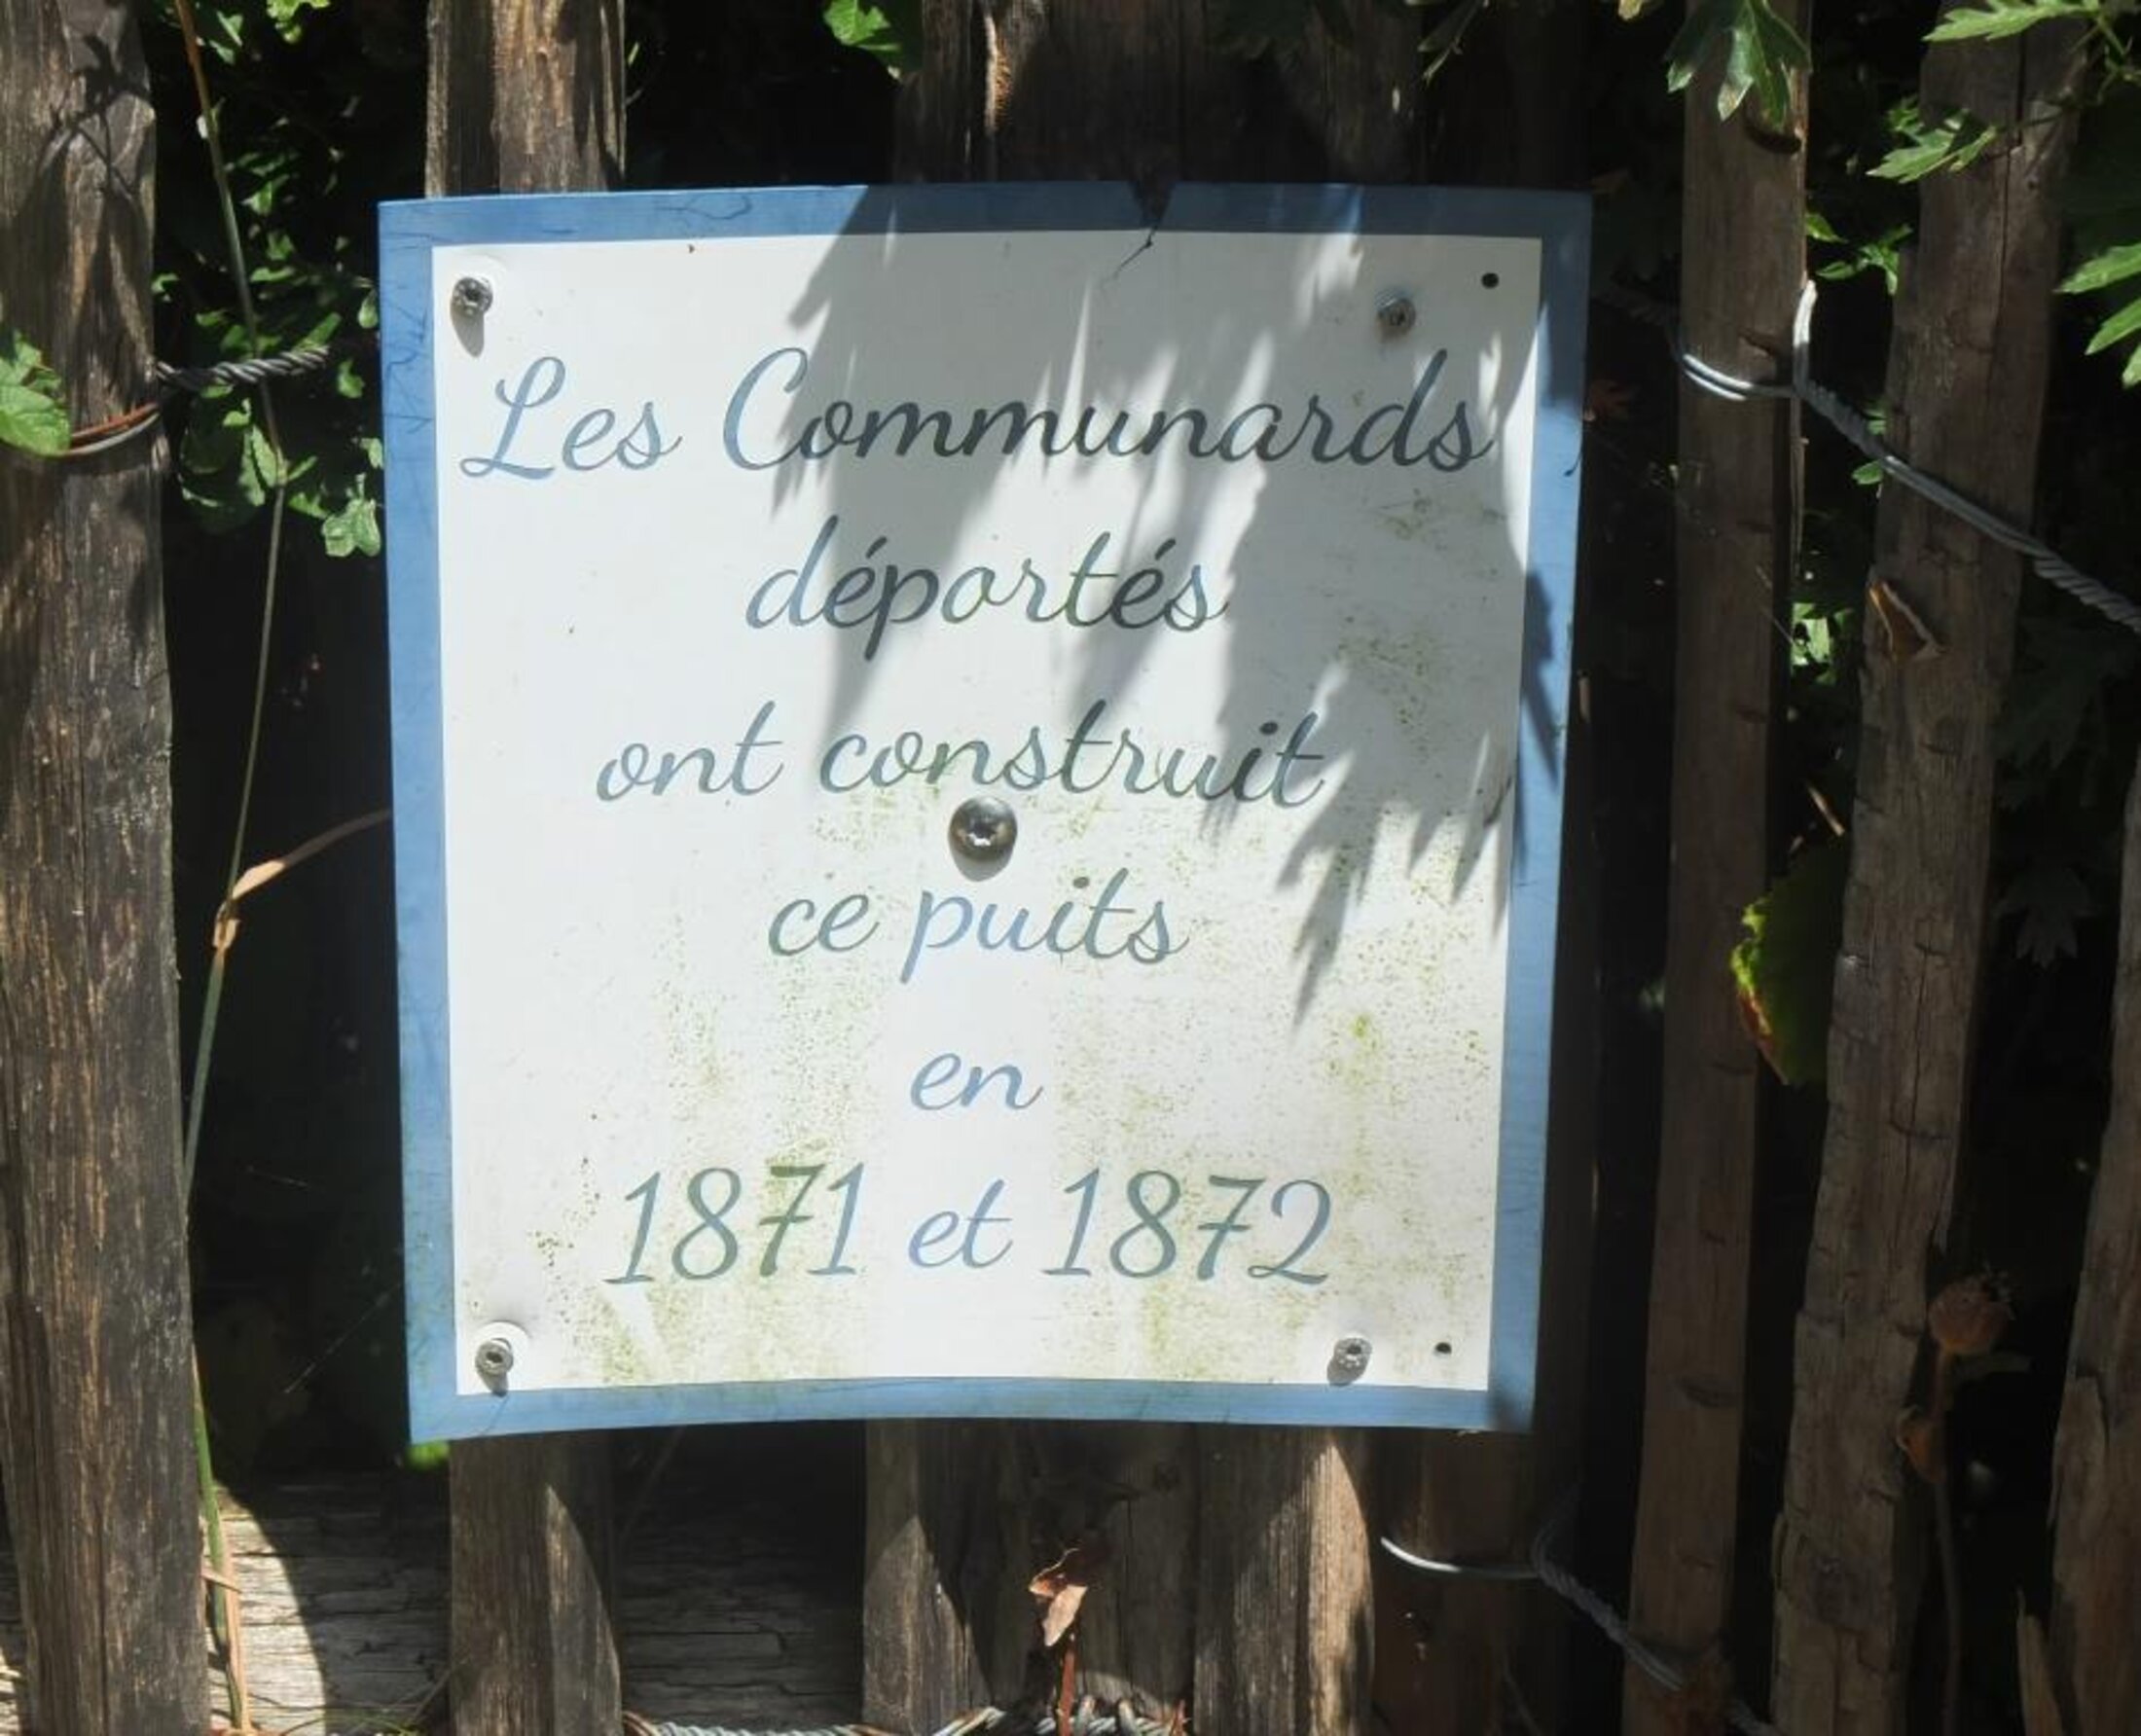 Les Communards
déportés
ont construit
ce puits
en
1871 et 1872